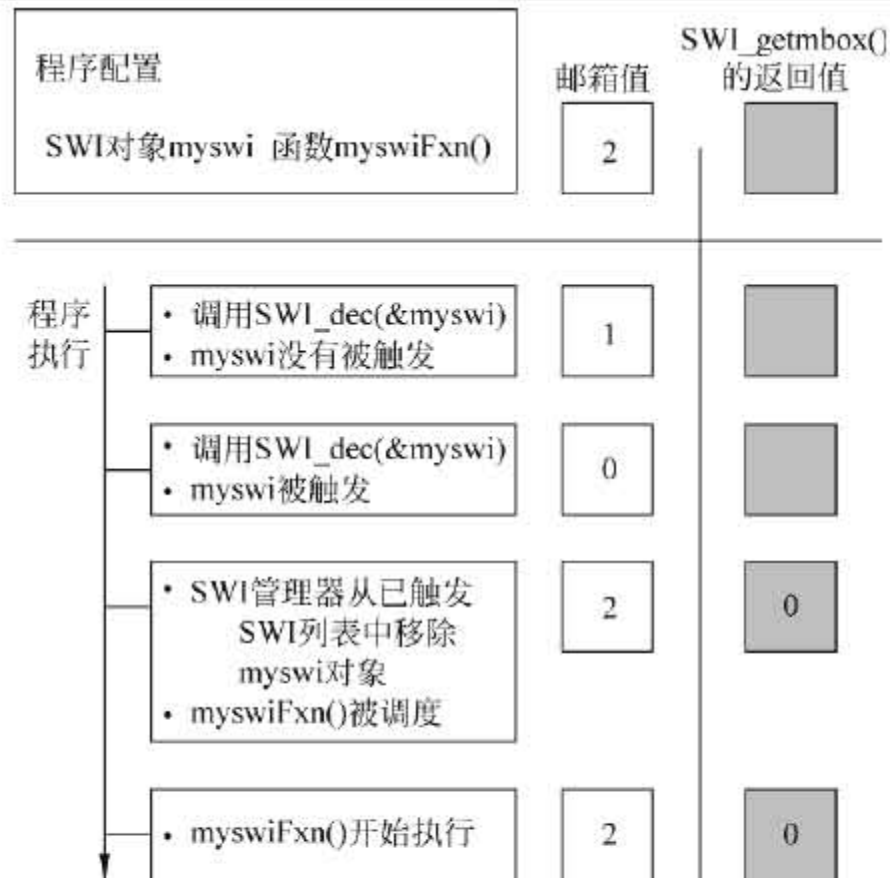 程序配置
SWI对象myswi 函数myswiFxn()
邮箱值
SWI_getmbox()
的返回值
2
程序
执行
• 调用SWI_dec(&myswi)
• myswi没有被触发
1
• 调用SWI_dec(&myswi)
• myswi被触发
0
• SWI管理器从已触发
SWI列表中移除
myswi对象
• myswiFxn()被调度
2
0
• myswiFxn()开始执行
2
0